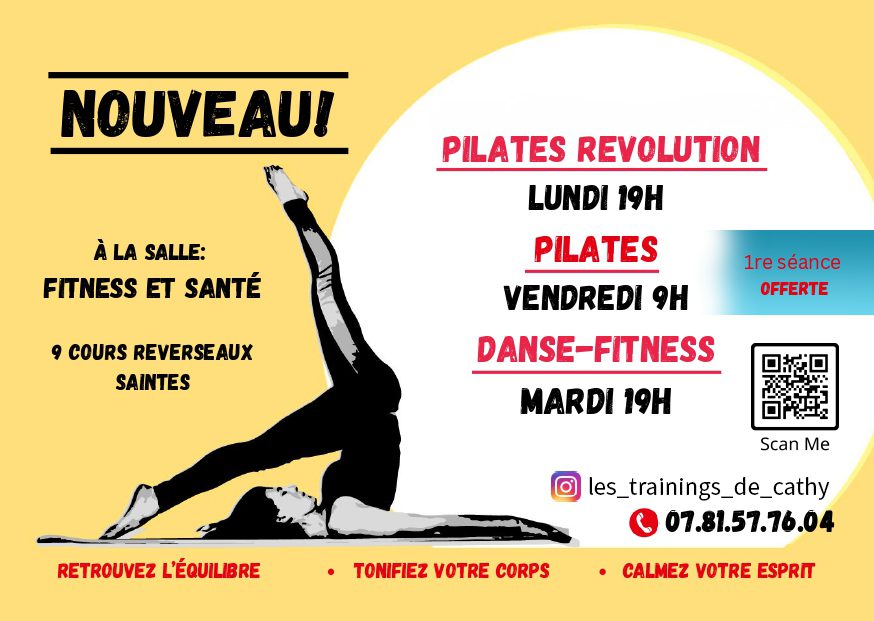 NOUVEAU!
À LA SALLE:
FITNESS ET SANTÉ
9 COURS REVERSEAUX
SAINTES
PILATES REVOLUTION
LUNDI 19H
PILATES
VENDREDI 9H
DANSE-FITNESS
MARDI 19H
1re séance
OFFERTE
Scan Me
les_trainings_de_cathy
07.81.57.76.04
RETROUVEZ L'ÉQUILIBRE • TONIFIEZ VOTRE CORPS • CALMEZ VOTRE ESPRIT